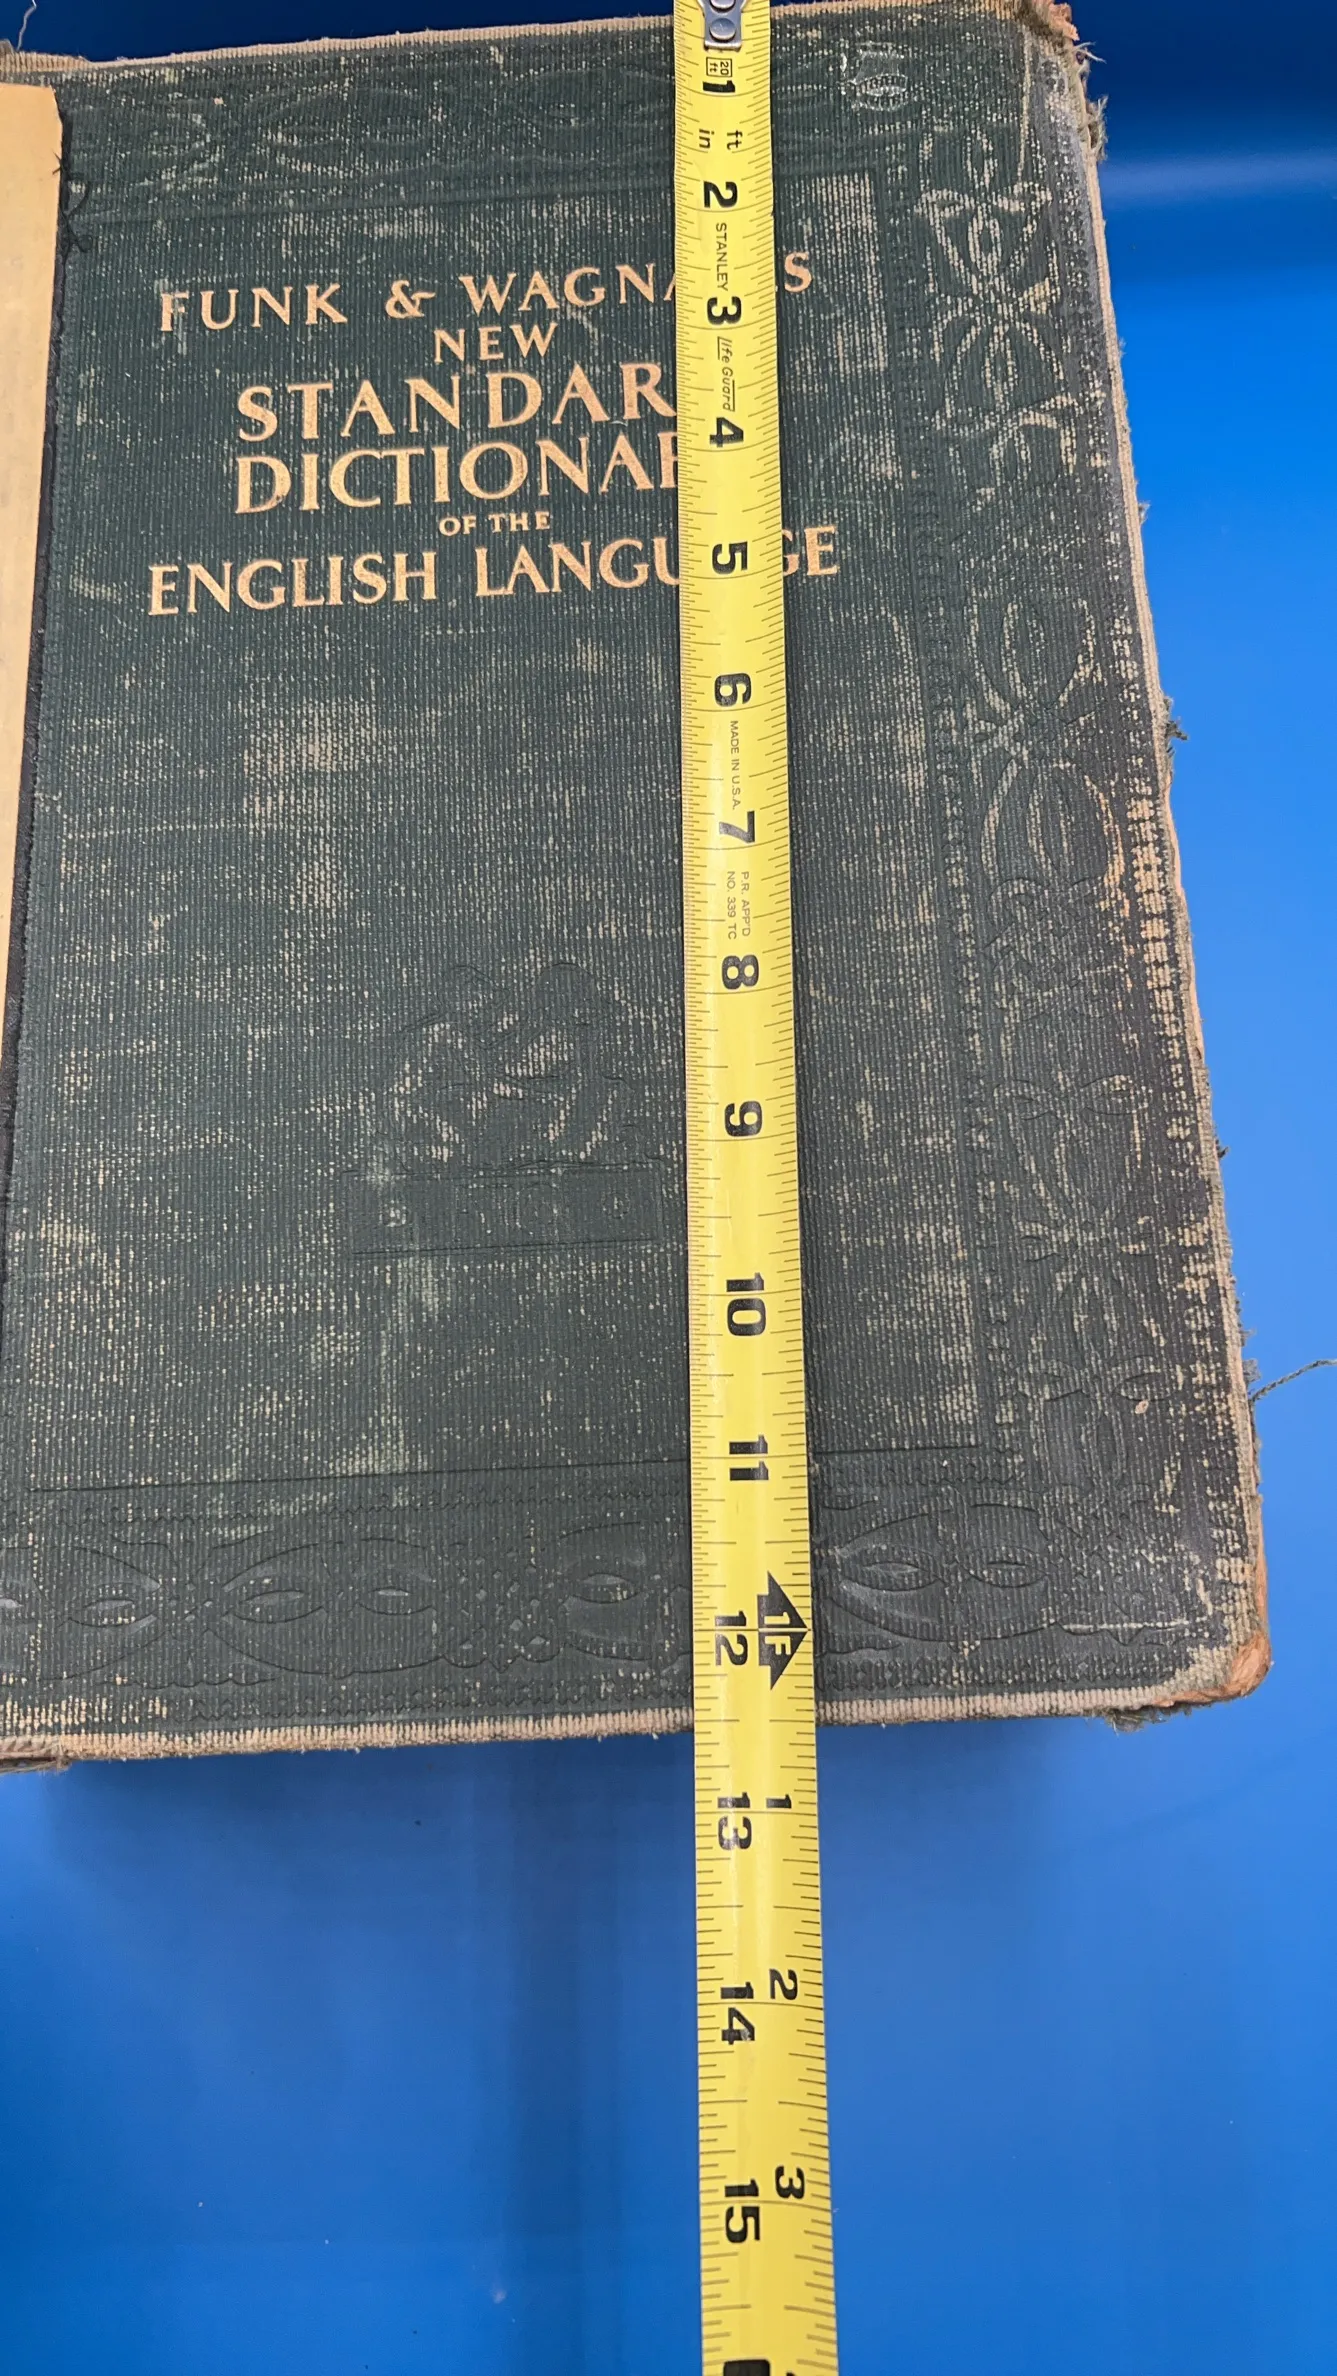 FUNK & WAGNA S
NEW
STANDAR
DICTIONAR
OF THE
ENGLISH LANGU GE
20
ft
1
in
ft
2
STANLEY
3
life Guard
4
5
6
MADE IN U.S.A.
7
P.R. APP'D
NO. 339 TC
8
9
10
11
12
1F
13
1
14
2
15
3